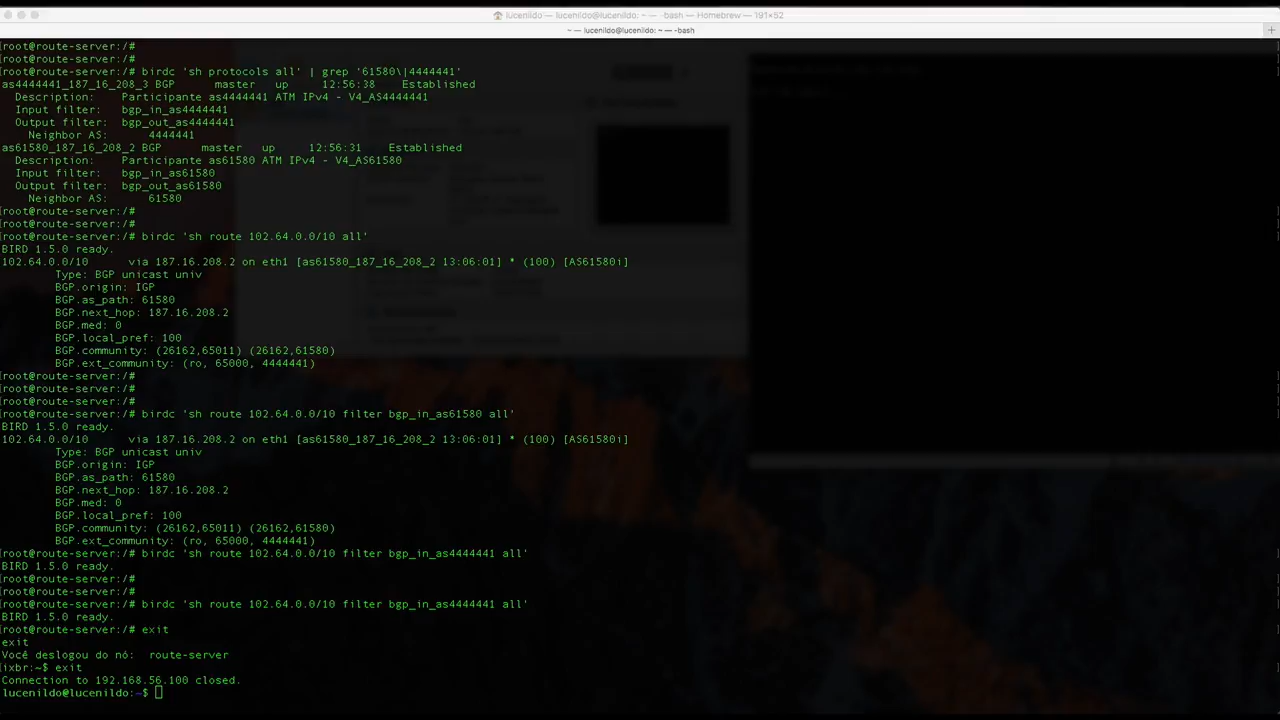 lucenildo — lucenildo@lucenildo: ~ — -bash — Homebrew — 191×52
~ — lucenildo@lucenildo: ~ — -bash
[root@route-server:/#
[root@route-server:/#
[root@route-server:/# birdc 'sh protocols all' | grep '61580\|4444441'
as4444441_187_16_208_3 BGP      master   up     12:56:38    Established
  Description:    Participante as4444441 ATM IPv4 - V4_AS4444441
  Input filter:   bgp_in_as4444441
  Output filter:  bgp_out_as4444441
    Neighbor AS:      4444441
as61580_187_16_208_2 BGP      master   up     12:56:31    Established
  Description:    Participante as61580 ATM IPv4 - V4_AS61580
  Input filter:   bgp_in_as61580
  Output filter:  bgp_out_as61580
    Neighbor AS:      61580
[root@route-server:/#
[root@route-server:/#
[root@route-server:/# birdc 'sh route 102.64.0.0/10 all'
BIRD 1.5.0 ready.
102.64.0.0/10      via 187.16.208.2 on eth1 [as61580_187_16_208_2 13:06:01] * (100) [AS61580i]
        Type: BGP unicast univ
        BGP.origin: IGP
        BGP.as_path: 61580
        BGP.next_hop: 187.16.208.2
        BGP.med: 0
        BGP.local_pref: 100
        BGP.community: (26162,65011) (26162,61580)
        BGP.ext_community: (ro, 65000, 4444441)
[root@route-server:/#
[root@route-server:/#
[root@route-server:/#
[root@route-server:/# birdc 'sh route 102.64.0.0/10 filter bgp_in_as61580 all'
BIRD 1.5.0 ready.
102.64.0.0/10      via 187.16.208.2 on eth1 [as61580_187_16_208_2 13:06:01] * (100) [AS61580i]
        Type: BGP unicast univ
        BGP.origin: IGP
        BGP.as_path: 61580
        BGP.next_hop: 187.16.208.2
        BGP.med: 0
        BGP.local_pref: 100
        BGP.community: (26162,65011) (26162,61580)
        BGP.ext_community: (ro, 65000, 4444441)
[root@route-server:/# birdc 'sh route 102.64.0.0/10 filter bgp_in_as4444441 all'
BIRD 1.5.0 ready.
[root@route-server:/#
[root@route-server:/#
[root@route-server:/# birdc 'sh route 102.64.0.0/10 filter bgp_in_as4444441 all'
BIRD 1.5.0 ready.
[root@route-server:/# exit
exit
Você deslogou do nó:  route-server
[ixbr:~$ exit
Connection to 192.168.56.100 closed.
lucenildo@lucenildo:~$